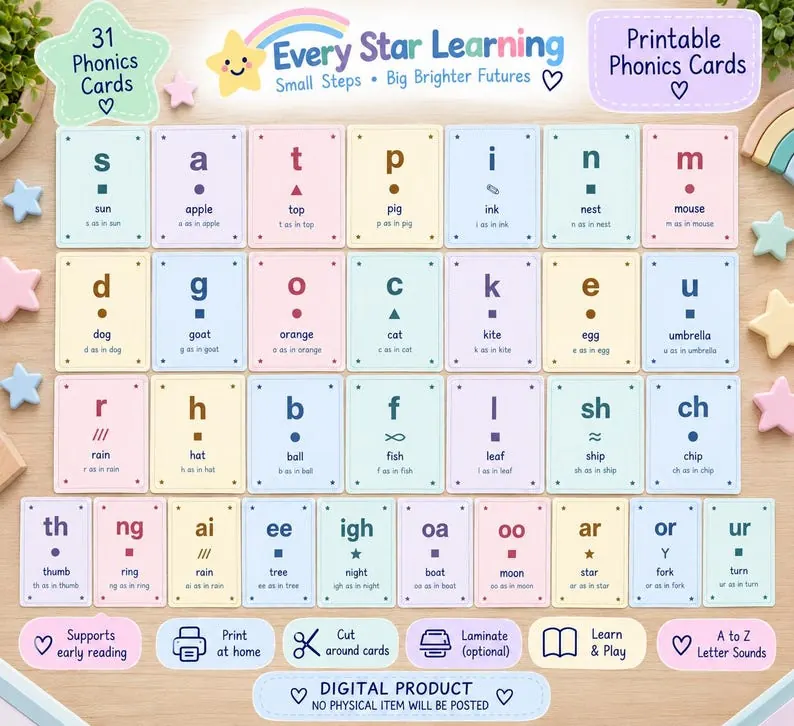 31
Phonics
Cards
Every Star Learning
Small Steps • Big Brighter Futures
Printable
Phonics Cards
s
sun
s as in sun
a
apple
a as in apple
t
top
t as in top
p
pig
p as in pig
i
ink
i as in ink
n
nest
n as in nest
m
mouse
m as in mouse
d
dog
d as in dog
g
goat
g as in goat
o
orange
o as in orange
c
cat
c as in cat
k
kite
k as in kite
e
egg
e as in egg
u
umbrella
u as in umbrella
r
rain
r as in rain
h
hat
h as in hat
b
ball
b as in ball
f
fish
f as in fish
l
leaf
l as in leaf
sh
ship
sh as in ship
ch
chip
ch as in chip
th
thumb
th as in thumb
ng
ring
ng as in ring
ai
rain
ai as in rain
ee
tree
ee as in tree
igh
night
igh as in night
oa
boat
oa as in boat
oo
moon
oo as in moon
ar
star
ar as in star
or
fork
or as in fork
ur
turn
ur as in turn
Supports
early reading
Print
at home
Cut
around cards
Laminate
(optional)
Learn
& Play
A to Z
Letter Sounds
DIGITAL PRODUCT
NO PHYSICAL ITEM WILL BE POSTED